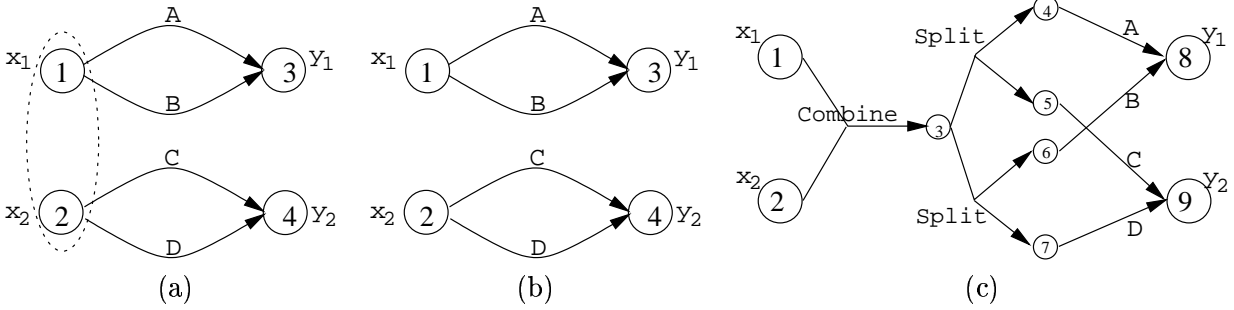 A
x1 1 3 y1
B
C
x2 2 4 y2
D
(a)
A
x1 1 3 y1
B
C
x2 2 4 y2
D
(b)
x1 1
Combine
x2 2
3
Split
Split
4
5
6
7
A
B
C
D
8 y1
9 y2
(c)